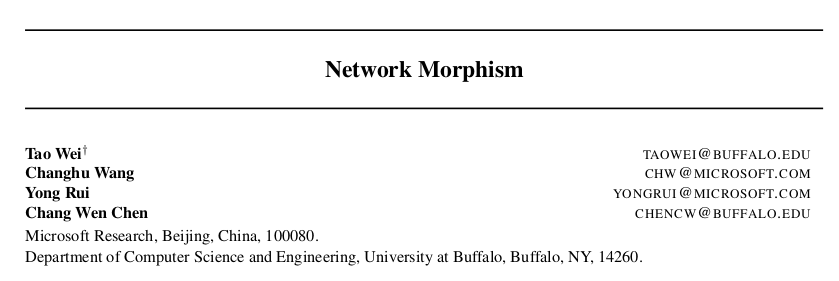 Network Morphism
Tao Wei† TAOWEI@BUFFALO.EDU
Changhu Wang CHW@MICROSOFT.COM
Yong Rui YONGRUI@MICROSOFT.COM
Chang Wen Chen CHENCW@BUFFALO.EDU
Microsoft Research, Beijing, China, 100080.
Department of Computer Science and Engineering, University at Buffalo, Buffalo, NY, 14260.